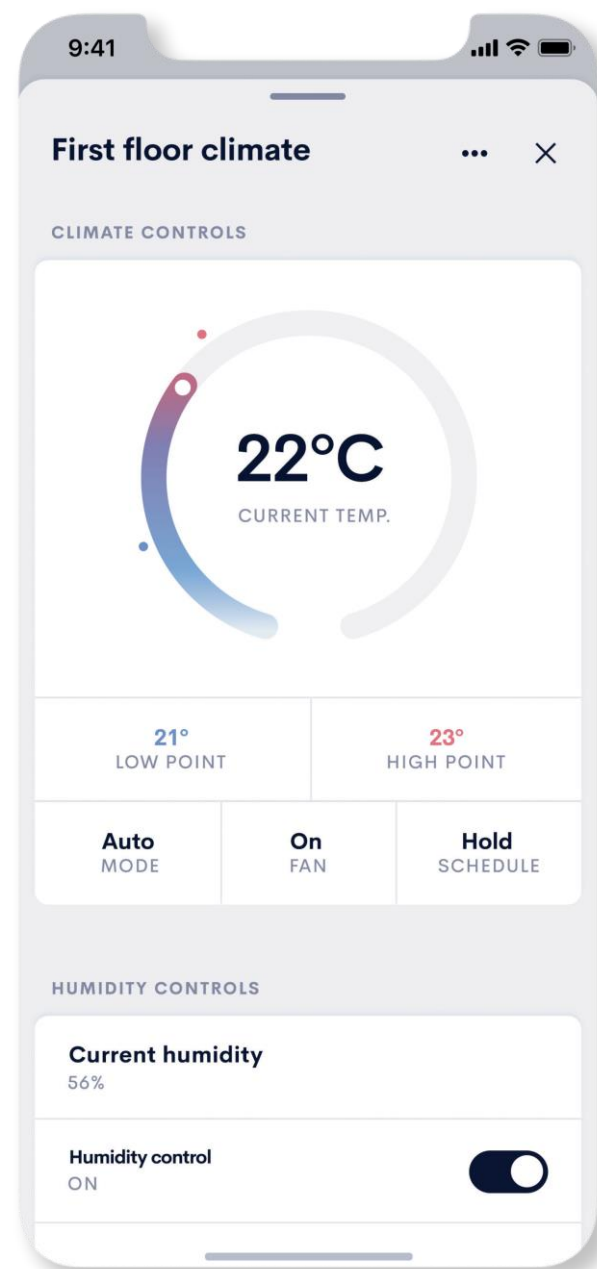 9:41
First floor climate
CLIMATE CONTROLS
22°C
CURRENT TEMP.
21°
LOW POINT
23°
HIGH POINT
Auto
MODE
On
FAN
Hold
SCHEDULE
HUMIDITY CONTROLS
Current humidity
56%
Humidity control
ON